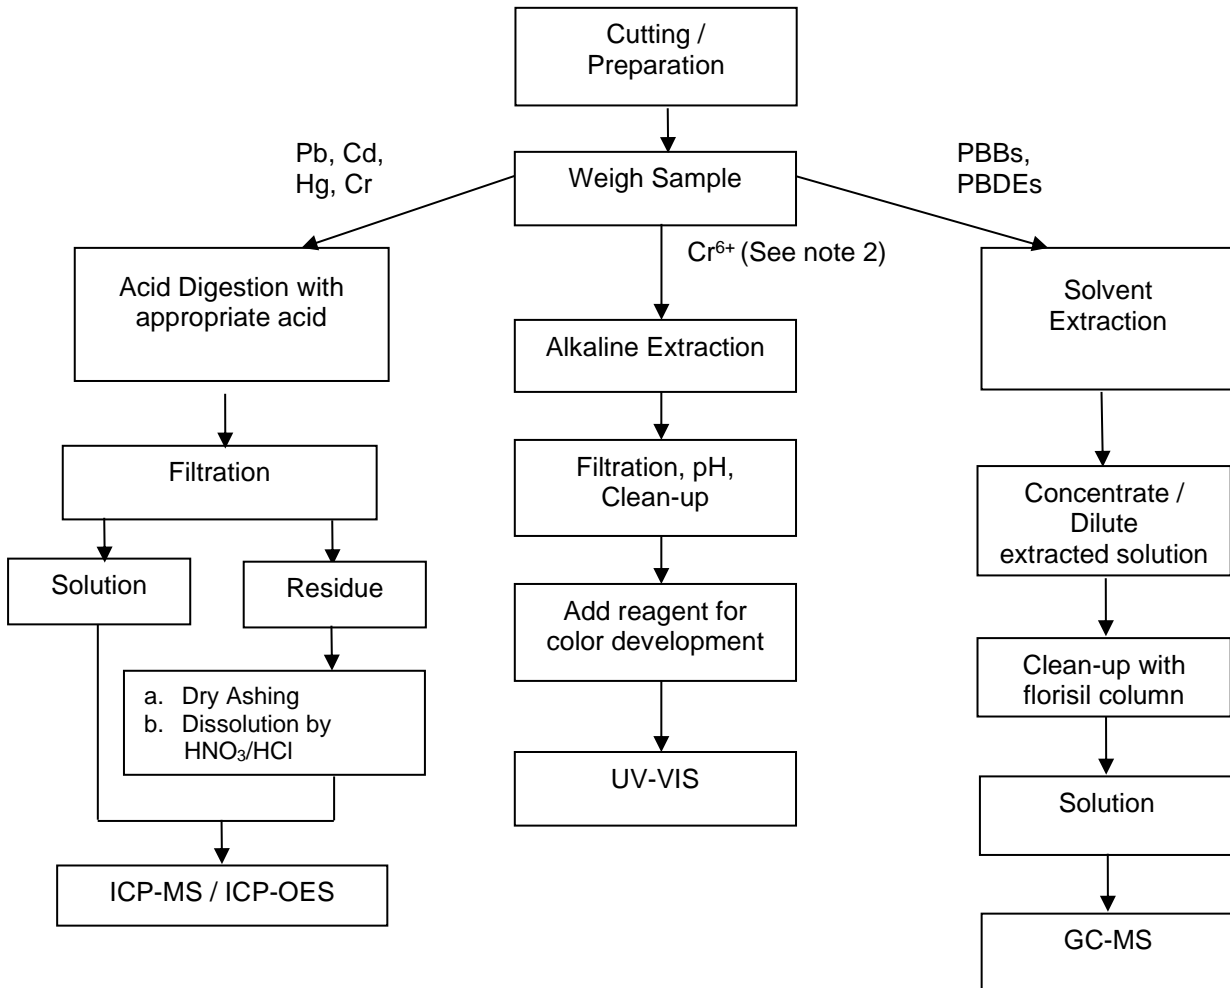 Cutting /
Preparation
Pb, Cd,
Hg, Cr
Weigh Sample
PBBs,
PBDEs
Cr⁶⁺ (See note 2)
Acid Digestion with
appropriate acid
Alkaline Extraction
Solvent
Extraction
Filtration
Filtration, pH,
Clean-up
Concentrate /
Dilute
extracted solution
Solution
Residue
Add reagent for
color development
a. Dry Ashing
b. Dissolution by
HNO₃/HCl
Clean-up with
florisil column
UV-VIS
Solution
ICP-MS / ICP-OES
GC-MS